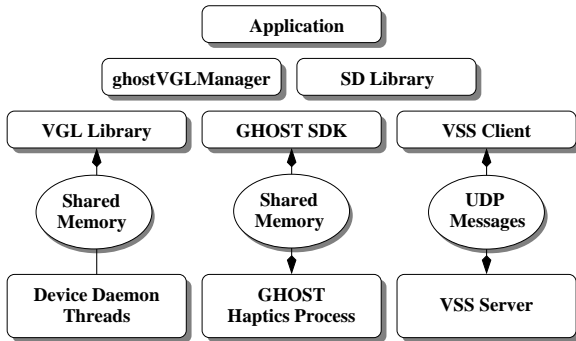 Application
ghostVGLManager
SD Library
VGL Library
GHOST SDK
VSS Client
Shared
Memory
Shared
Memory
UDP
Messages
Device Daemon
Threads
GHOST
Haptics Process
VSS Server